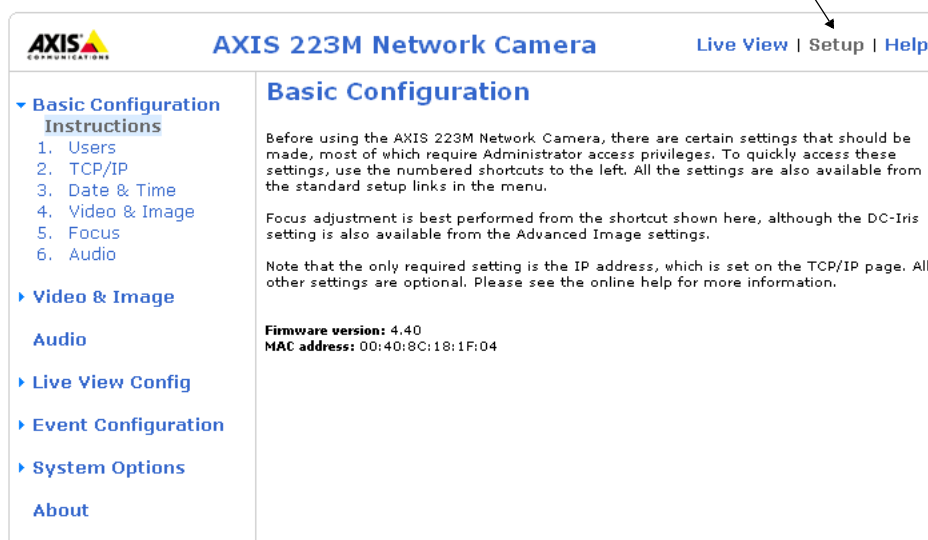 AXIS
COMMUNICATIONS
AXIS 223M Network Camera
Live View | Setup | Help
Basic Configuration
Instructions
1. Users
2. TCP/IP
3. Date & Time
4. Video & Image
5. Focus
6. Audio
Video & Image
Audio
Live View Config
Event Configuration
System Options
About
Basic Configuration
Before using the AXIS 223M Network Camera, there are certain settings that should be
made, most of which require Administrator access privileges. To quickly access these
settings, use the numbered shortcuts to the left. All the settings are also available from
the standard setup links in the menu.
Focus adjustment is best performed from the shortcut shown here, although the DC-Iris
setting is also available from the Advanced Image settings.
Note that the only required setting is the IP address, which is set on the TCP/IP page. All
other settings are optional. Please see the online help for more information.
Firmware version: 4.40
MAC address: 00:40:8C:18:1F:04